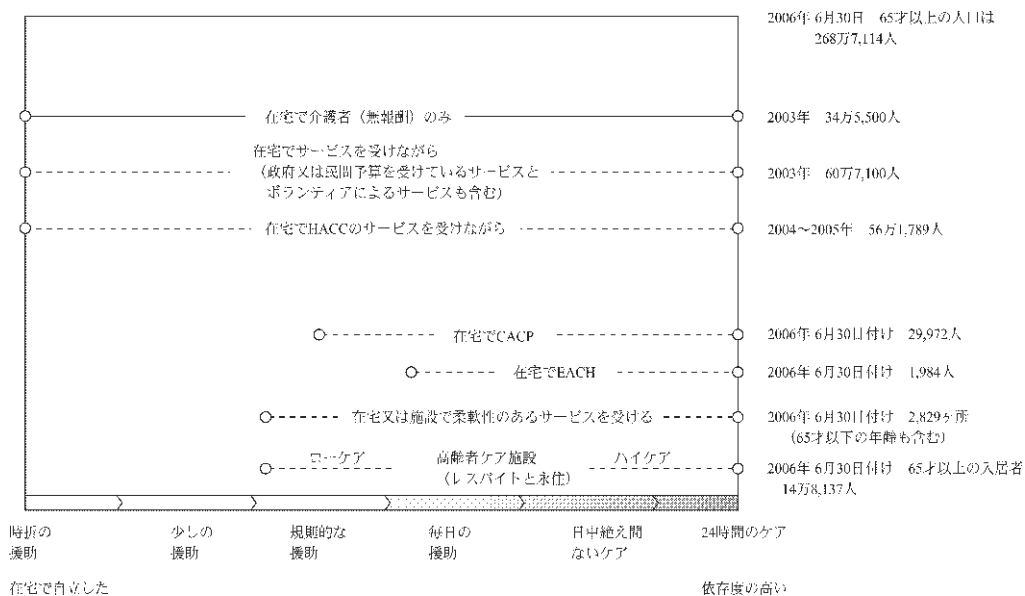 2006年 6月30日　65才以上の人口は
268万7,114人
在宅で介護者（無報酬）のみ
2003年　34万5,500人
在宅でサービスを受けながら
（政府又は民間予算を受けているサービスと
ボランティアによるサービスも含む）
2003年　60万7,100人
在宅でHACCのサービスを受けながら
2004〜2005年　56万1,789人
在宅でCACP
2006年 6月30日付け　29,972人
在宅でEACH
2006年 6月30日付け　1,984人
在宅又は施設で柔軟性のあるサービスを受ける
2006年 6月30日付け　2,829ヶ所
（65才以下の年齢も含む）
ローケア
高齢者ケア施設
（レスパイトと永住）
ハイケア
2006年 6月30日付け　65才以上の入居者
14万8,137人
時折の
援助
少しの
援助
規則的な
援助
毎日の
援助
日中絶え間
ないケア
24時間のケア
在宅で自立した
依存度の高い